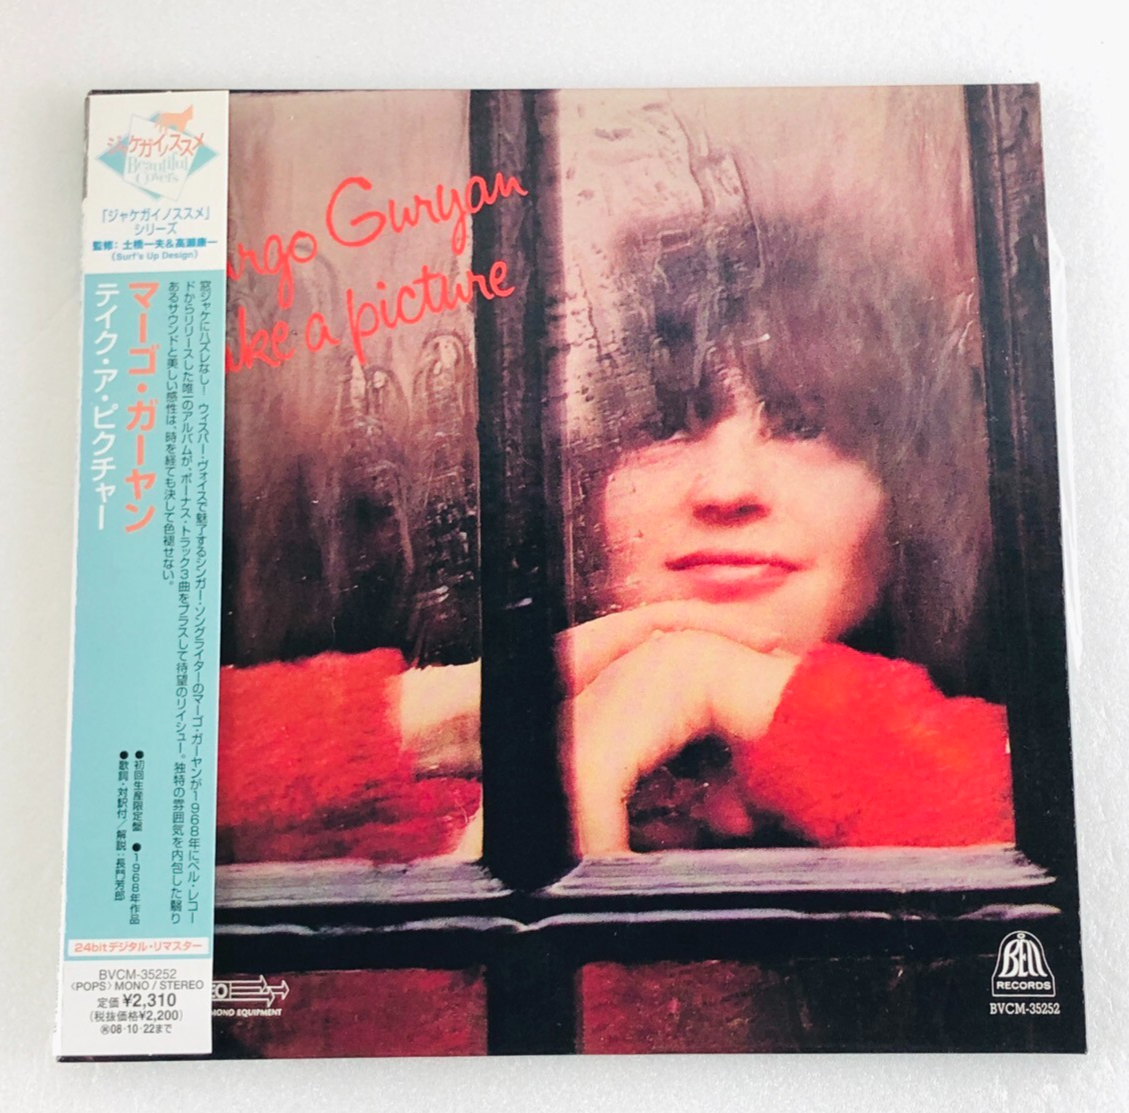 ジャケガイノススメ
Beautiful
Covers
「ジャケガイノススメ」
シリーズ
監修：土橋一夫&高瀬康一
(Surf's Up Design)
窓ジャケにハズレなし！ ウィスパー・ヴォイスで魅了するシンガー・ソングライターのマーゴ・ガーヤンが1968年にベル・レコー
ドからリリースした唯一のアルバムが、ボーナス・トラック3曲をプラスして待望のリイシュー。独特の雰囲気を内包した翳り
あるサウンドと美しい感性は、時を経ても決して色褪せない。
マーゴ・ガーヤン
テイク・ア・ピクチャー
●初回生産限定盤 ●1968年作品
●歌詞・対訳付／解説：長門芳郎
24bitデジタル・リマスター
BVCM-35252
〈POPS〉MONO / STEREO
定価 ¥2,310
(税抜価格¥2,200)
08・10・22まで
rgo Guryan
ake a picture
EO
MONO EQUIPMENT
BELL
RECORDS
BVCM-35252